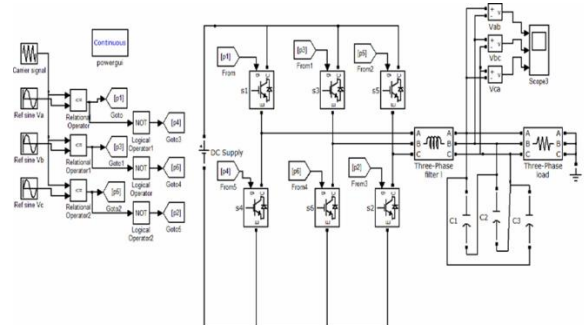 Carrier signal
Continuous
powergui
<=
Relational
Operator
[p1]
Goto
NOT
Logical
Operator1
[p4]
Goto3
Ref sine Va
<=
Relational
Operator1
[p3]
Goto1
NOT
Logical
Operator
[p6]
Goto4
Ref sine Vb
<=
Relational
Operator2
[p5]
Goto2
NOT
Logical
Operator2
[p2]
Goto5
Ref sine Vc
DC Supply
[p1]
From
s1
[p3]
From1
s3
From2
s5
[p4]
From5
s4
[p6]
From4
s6
[p2]
From3
s2
A
B
C
A
B
C
Three-Phase
filter l
A
B
C
A
B
C
Three-Phase
load
Vab
Vbc
Vca
Scope3
C1
C2
C3